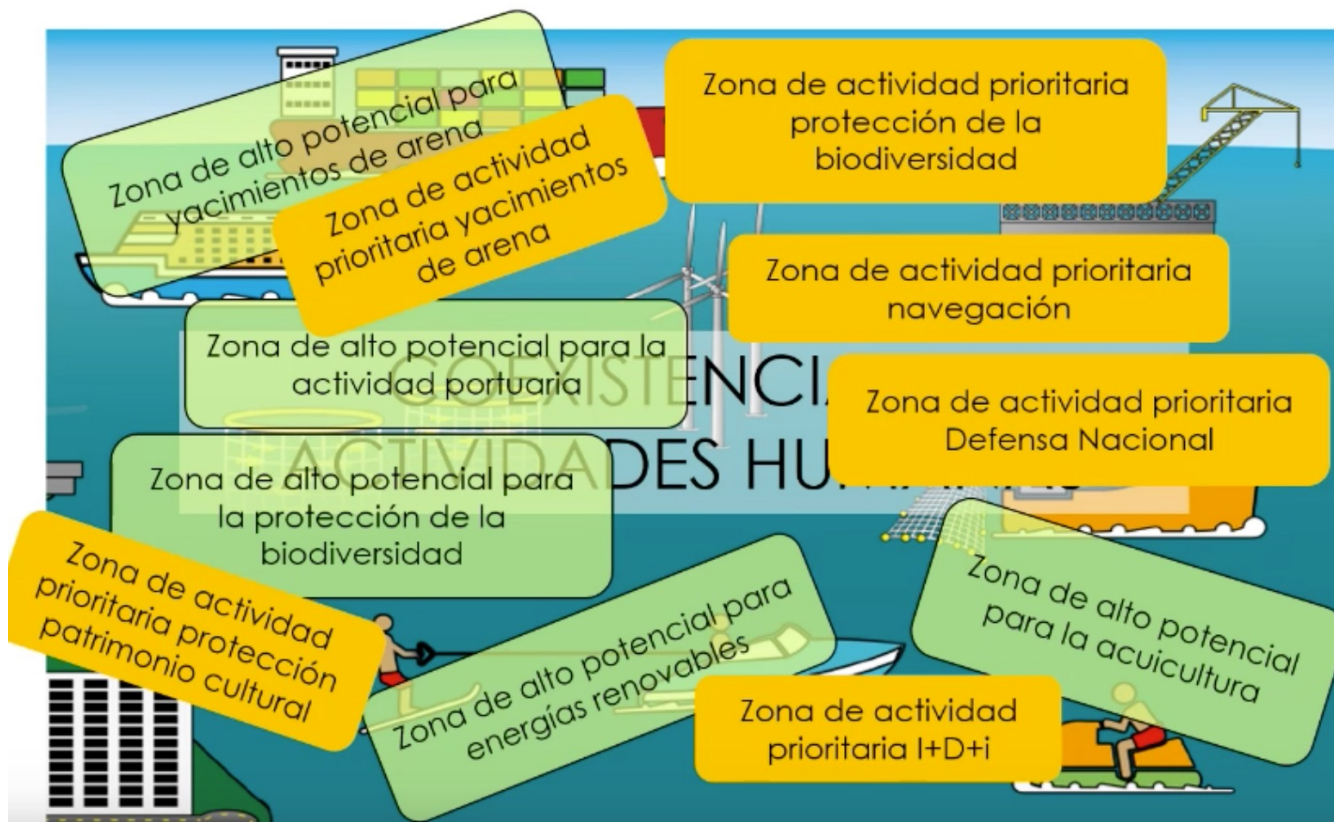 Zona de alto potencial para
yacimientos de arena
Zona de actividad
prioritaria yacimientos
de arena
Zona de actividad prioritaria
protección de la
biodiversidad
Zona de actividad prioritaria
navegación
Zona de alto potencial para la
actividad portuaria
COEXISTENCI
Zona de actividad prioritaria
Defensa Nacional
ACTIVIDADES HU
Zona de alto potencial para
la protección de la
biodiversidad
Zona de actividad
prioritaria protección
patrimonio cultural
Zona de alto potencial para
energías renovables
Zona de alto potencial
para la acuicultura
Zona de actividad
prioritaria I+D+i